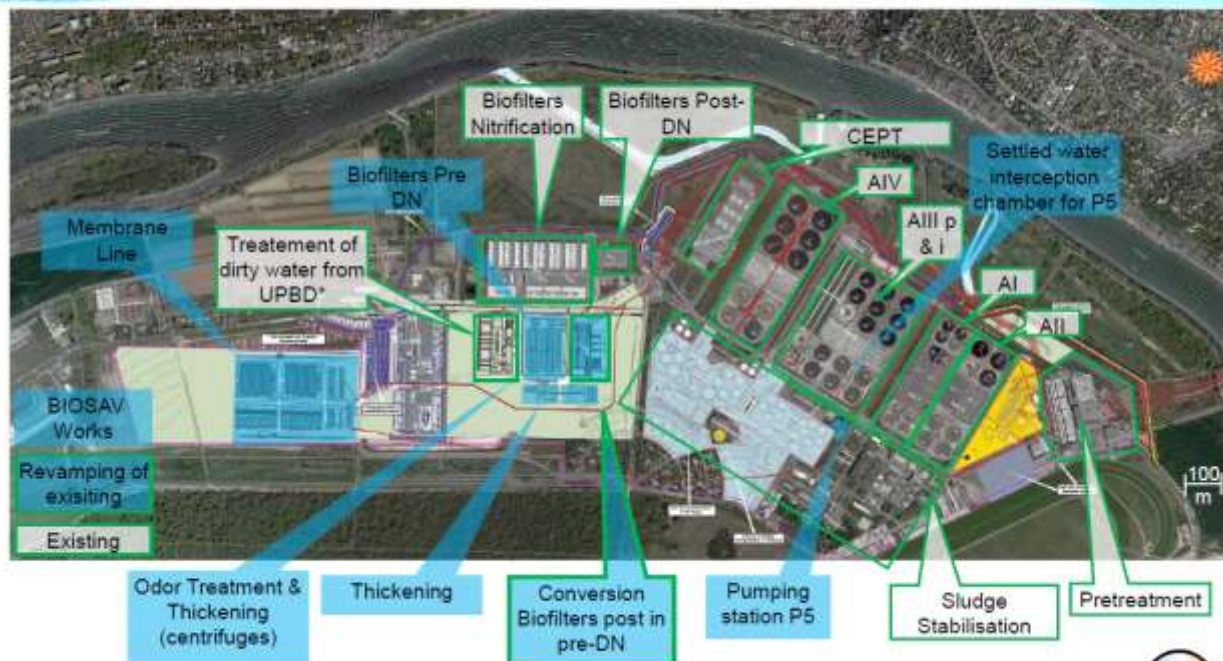 Biofilters
Nitrification
Biofilters Post-
DN
CEPT
Settled water
interception
chamber for P5
AIV
Biofilters Pre
DN
AIII p
& i
Membrane
Line
Treatement of
dirty water from
UPBD*
AI
AII
BIOSAV
Works
Revamping of
exisiting
Existing
100
m
Odor Treatment &
Thickening
(centrifuges)
Thickening
Conversion
Biofilters post in
pre-DN
Pumping
station P5
Sludge
Stabilisation
Pretreatment